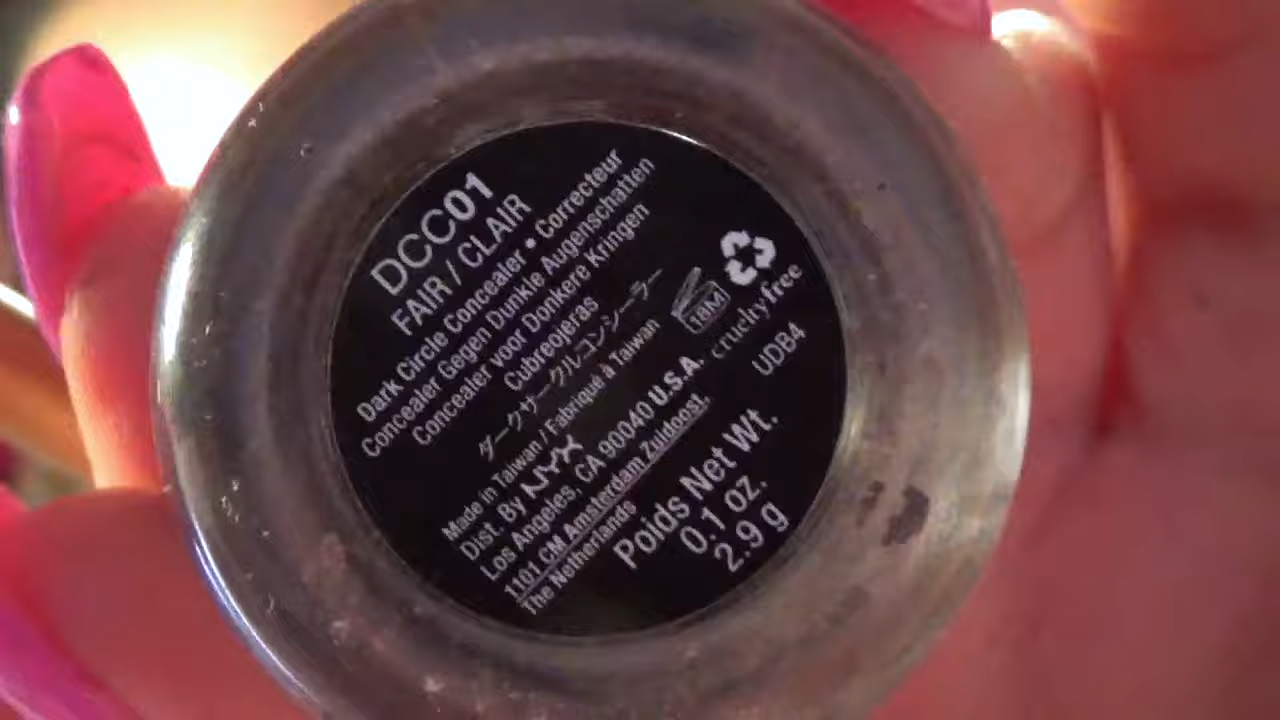 DCC01
FAIR / CLAIR
Dark Circle Concealer • Correcteur
Concealer Gegen Dunkle Augenschatten
Concealer voor Donkere Kringen
Cubreojeras
ダークサークルコンシーラー
Made in Taiwan / Fabriqué à Taiwan
Dist. By NYX
Los Angeles, CA 90040 U.S.A.
1101 CM Amsterdam Zuidoost,
The Netherlands
18M
cruelty free
UDB4
Poids Net Wt.
0.1 oz.
2.9 g